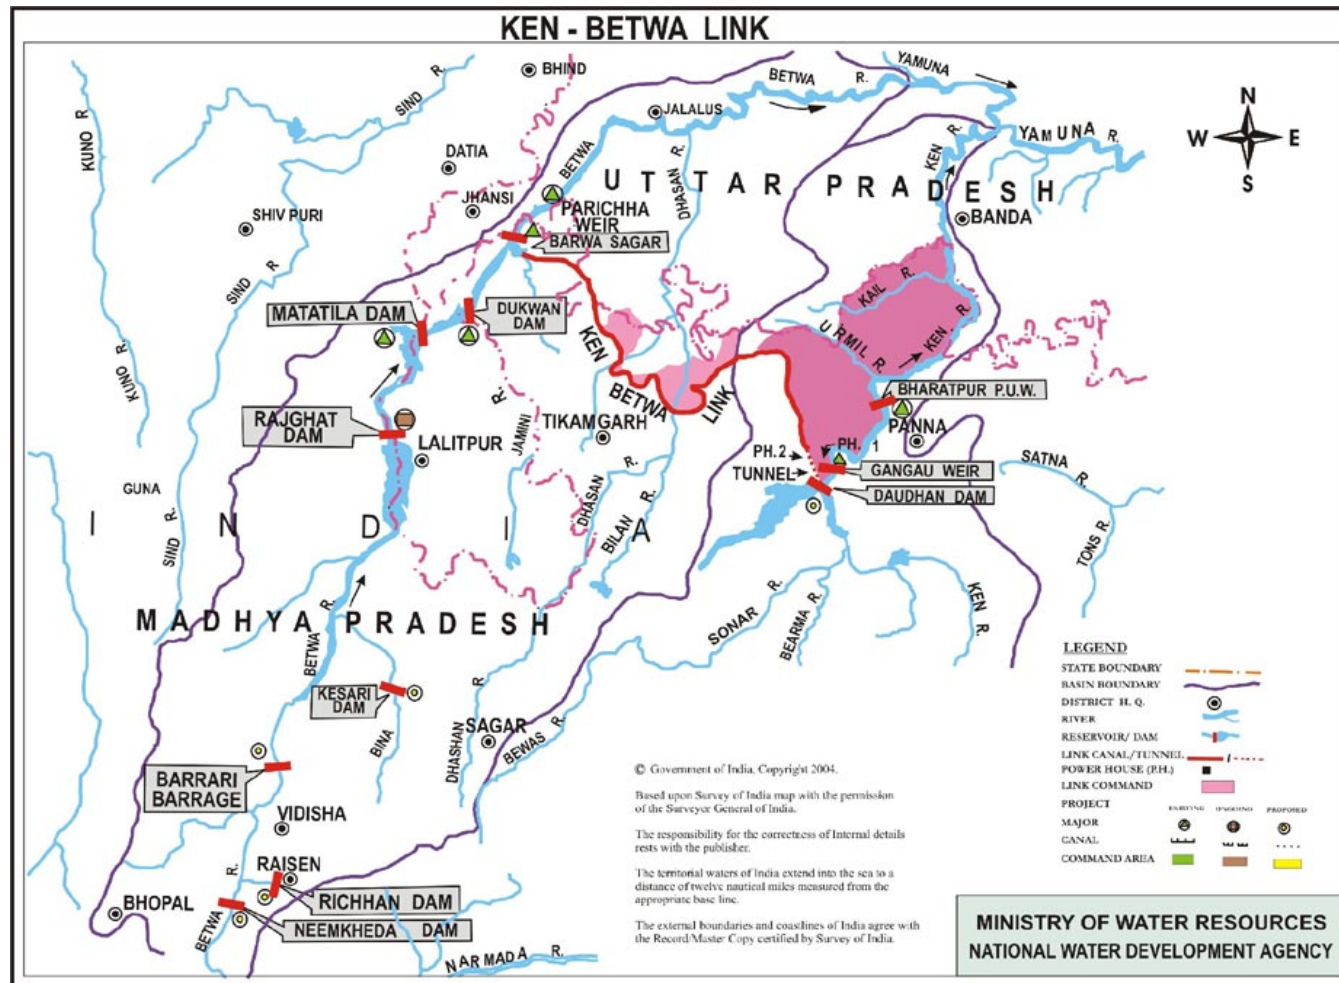 KEN - BETWA LINK
BHIND
SIND R.
KUNO R.
BETWA R.
YAMUNA
JALALUS
YAMUNA R.
N
W E
S
DATIA
BETWA
DHASAN R.
KEN R.
UTTAR PRADESH
JHANSI
SHIV PURI
PARICHHA
WEIR
BARWA SAGAR
BANDA
SIND R
KAIL R.
MATATILA DAM
DUKWAN
DAM
KEN
BETWA
LINK
URMIL R.
KEN R.
KUNO R.
BHARATPUR P.U.W.
RAJGHAT
DAM
LALITPUR
R.
JAMINI
TIKAMGARH
PANNA
PH. 1
PH.2
TUNNEL
GANGAU WEIR
DAUDHAN DAM
SATNA R.
GUNA
DHASAN R.
BILAN R.
TONS R.
INDIA
SIND R.
MADHYA PRADESH
BETWA R.
SONAR R.
BEARMA R.
KEN R.
KESARI
DAM
BINA
DHASHAN R
SAGAR
BEWAS R.
BARRARI
BARRAGE
VIDISHA
RAISEN
R.
BETWA
RICHHAN DAM
NEEMKHEDA DAM
BHOPAL
NARMADA R.
LEGEND
STATE BOUNDARY
BASIN BOUNDARY
DISTRICT H. Q.
RIVER
RESERVOIR/ DAM
LINK CANAL/TUNNEL
POWER HOUSE (P.H.)
LINK COMMAND
PROJECT EXISTING ONGOING PROPOSED
MAJOR
CANAL
COMMAND AREA
© Government of India, Copyright 2004.
Based upon Survey of India map with the permission
of the Surveyor General of India.
The responsibility for the correctness of Internal details
rests with the publisher.
The territorial waters of India extend into the sea to a
distance of twelve nautical miles measured from the
appropriate base line.
The external boundaries and coastlines of India agree with
the Record/Master Copy certified by Survey of India.
MINISTRY OF WATER RESOURCES
NATIONAL WATER DEVELOPMENT AGENCY